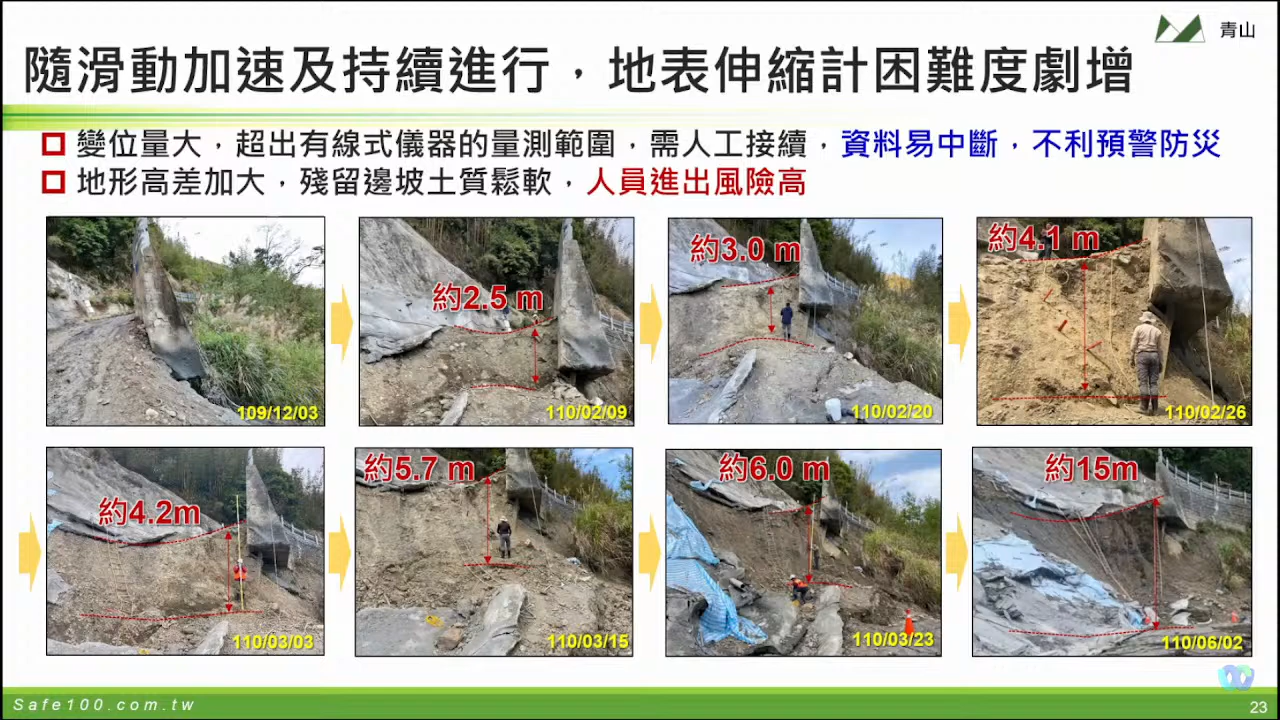 青山
隨滑動加速及持續進行，地表伸縮計困難度劇增
變位量大，超出有線式儀器的量測範圍，需人工接續，資料易中斷，不利預警防災
地形高差加大，殘留邊坡土質鬆軟，人員進出風險高
109/12/03
約2.5 m
110/02/09
約3.0 m
110/02/20
約4.1 m
110/02/26
約4.2m
110/03/03
約5.7 m
110/03/15
約6.0 m
110/03/23
約15m
110/06/02
Safe100.com.tw
23